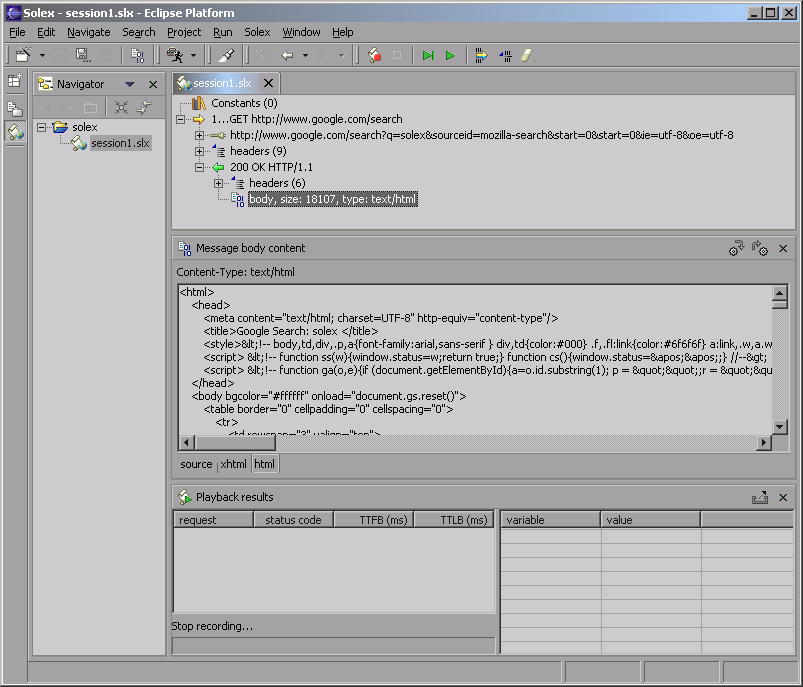 Solex - session1.slx - Eclipse Platform
File Edit Navigate Search Project Run Solex Window Help
Navigator
solex
session1.slx
session1.slx
Constants (0)
1...GET http://www.google.com/search
http://www.google.com/search?q=solex&sourceid=mozilla-search&start=0&start=0&ie=utf-8&oe=utf-8
headers (9)
200 OK HTTP/1.1
headers (6)
body, size: 18107, type: text/html
Message body content
Content-Type: text/html
<html>
<head>
<meta content="text/html; charset=UTF-8" http-equiv="content-type"/>
<title>Google Search: solex </title>
<style>&lt;!-- body,td,div,.p,a{font-family:arial,sans-serif } div,td{color:#000} .f,.fl:link{color:#6f6f6f} a:link,.w,a.w
<script> &lt;!-- function ss(w){window.status=w;return true;} function cs(){window.status=&apos;&apos;;} //--&gt;
<script> &lt;!-- function ga(o,e){if (document.getElementById){a=o.id.substring(1); p = &quot;&quot;;r = &quot;&qu
</head>
<body bgcolor="#ffffff" onload="document.gs.reset()">
<table border="0" cellpadding="0" cellspacing="0">
<tr>
<td rowspan="2" valign="top">
source xhtml html
Playback results
request status code TTFB (ms) TTLB (ms) variable value
Stop recording...